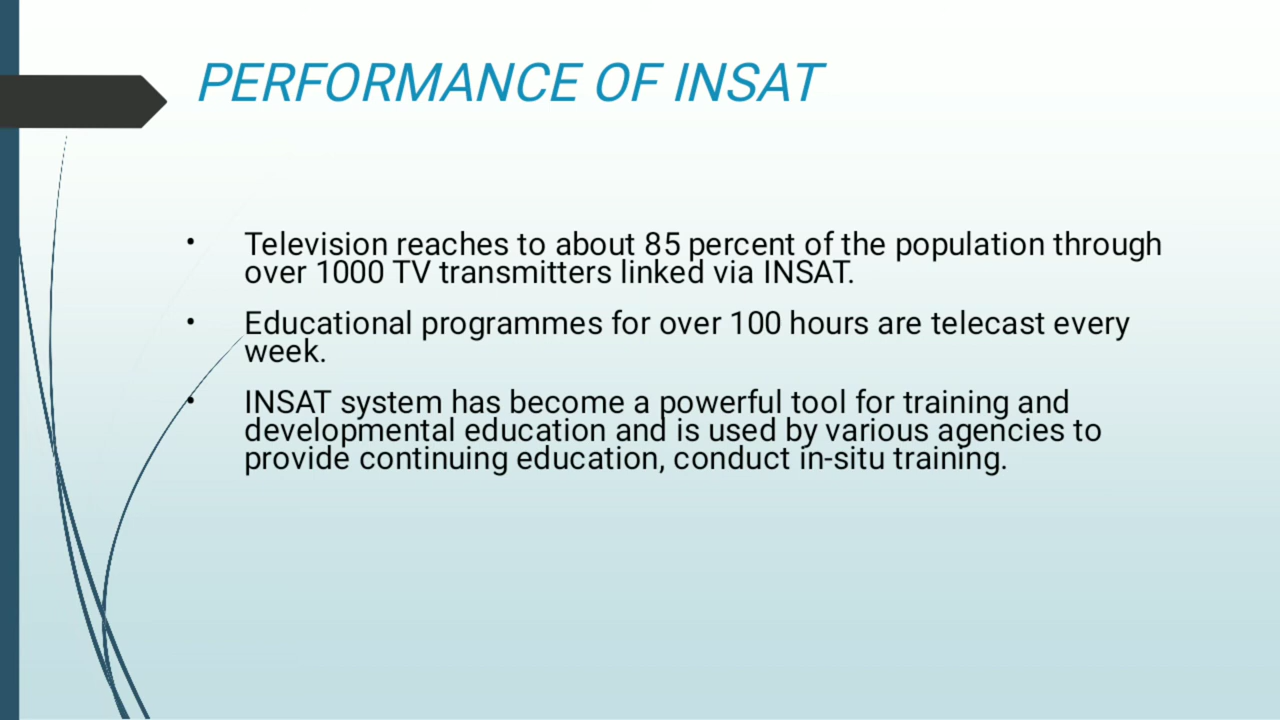 PERFORMANCE OF INSAT
• Television reaches to about 85 percent of the population through
over 1000 TV transmitters linked via INSAT.
• Educational programmes for over 100 hours are telecast every
week.
• INSAT system has become a powerful tool for training and
developmental education and is used by various agencies to
provide continuing education, conduct in-situ training.